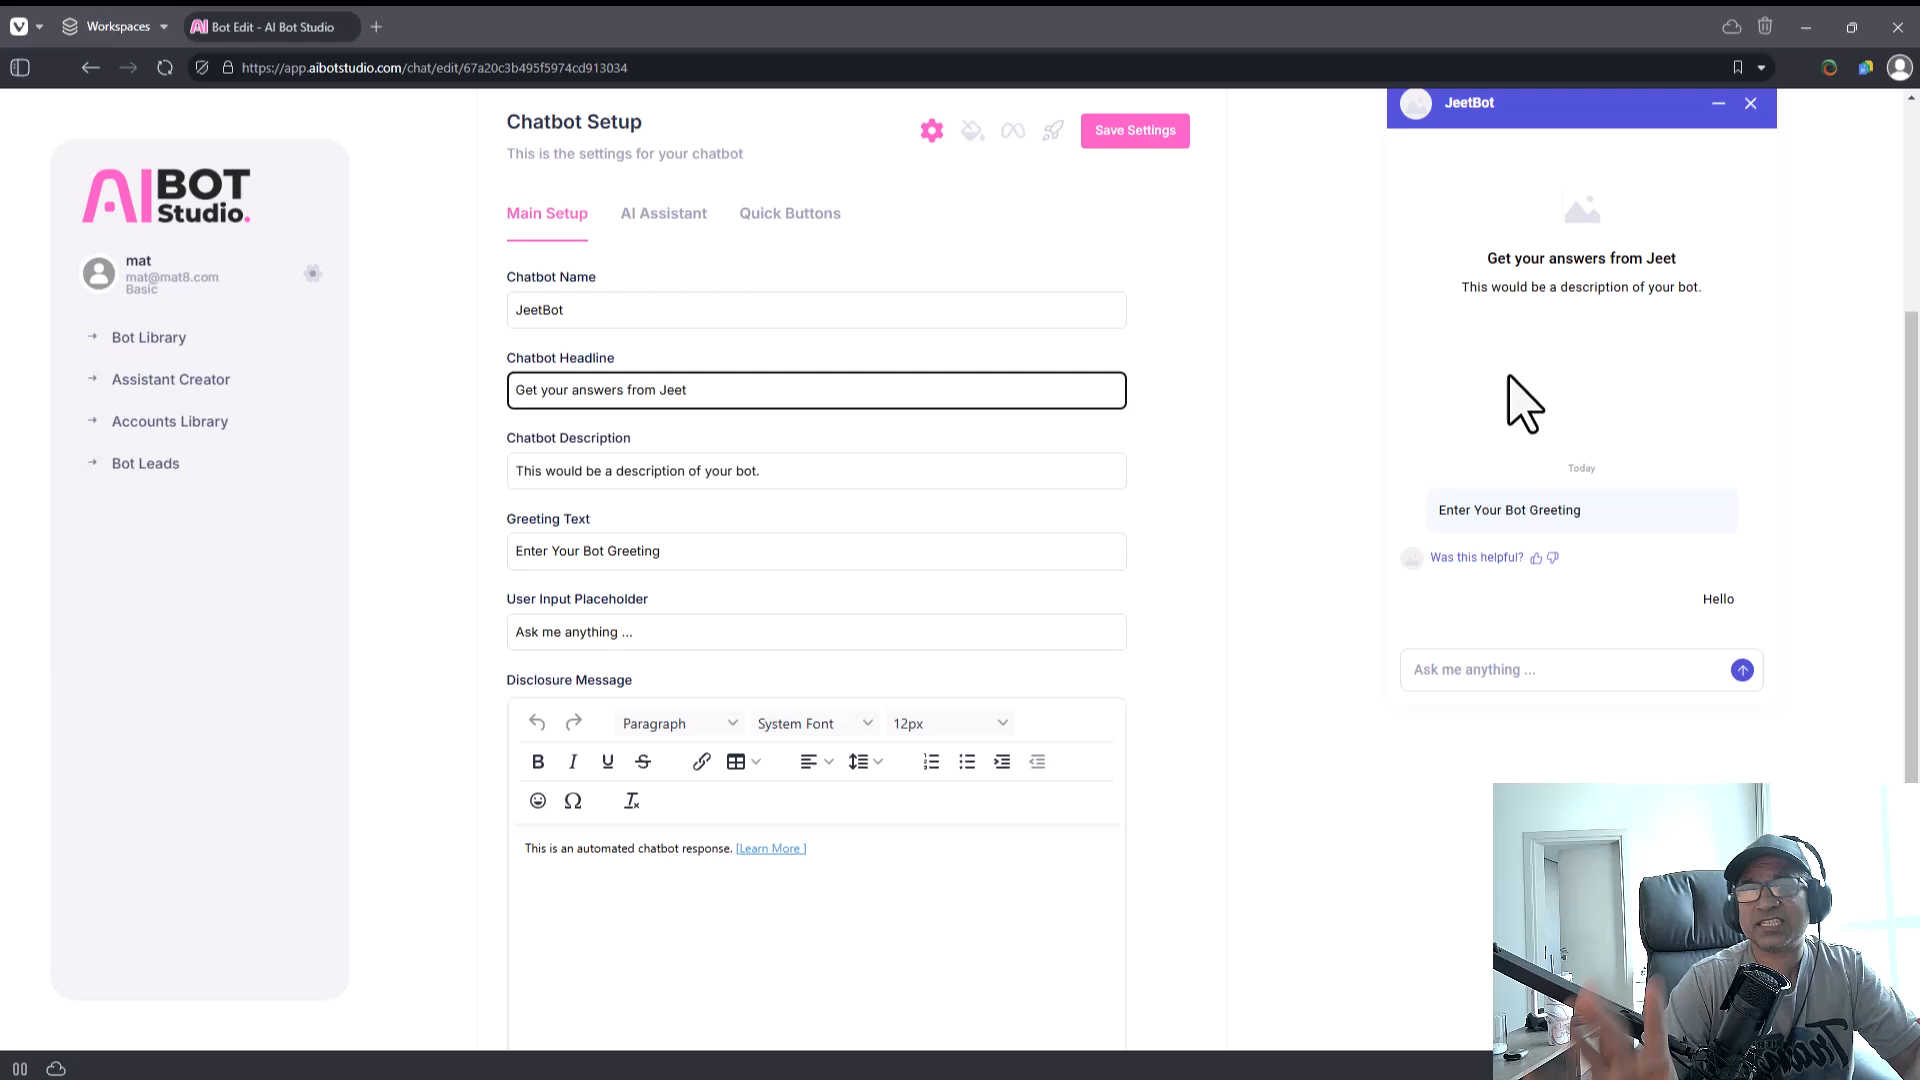 Workspaces
Bot Edit - AI Bot Studio
https://app.aibotstudio.com/chat/edit/67a20c3b495f5974cd913034
AI BOT
Studio.
mat
mat@mat8.com
Basic
Bot Library
Assistant Creator
Accounts Library
Bot Leads
Chatbot Setup
This is the settings for your chatbot
Save Settings
Main Setup
AI Assistant
Quick Buttons
Chatbot Name
JeetBot
Chatbot Headline
Get your answers from Jeet
Chatbot Description
This would be a description of your bot.
Greeting Text
Enter Your Bot Greeting
User Input Placeholder
Ask me anything ...
Disclosure Message
Paragraph
System Font
12px
This is an automated chatbot response. [Learn More ]
JeetBot
Get your answers from Jeet
This would be a description of your bot.
Today
Enter Your Bot Greeting
Was this helpful?
Hello
Ask me anything ...